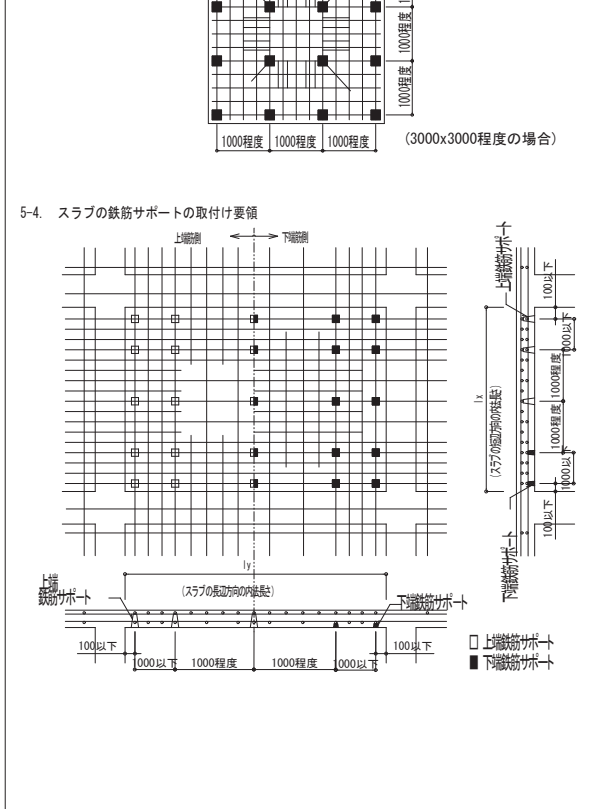 1000程度
1000程度
1000程度 1000程度 1000程度
(3000x3000程度の場合)
5-4. スラブの鉄筋サポートの取付け要領
上端筋側 下端筋側
上端鉄筋サポート
100以下
1000以下
1000程度
1000程度
1000以下
100以下
lx
(スラブの短辺方向の内法長さ)
下端鉄筋サポート
ly
(スラブの長辺方向の内法長さ)
上端
鉄筋サポート
下端鉄筋サポート
100以下 100以下
1000以下 1000程度 1000程度 1000以下
□ 上端鉄筋サポート
■ 下端鉄筋サポート